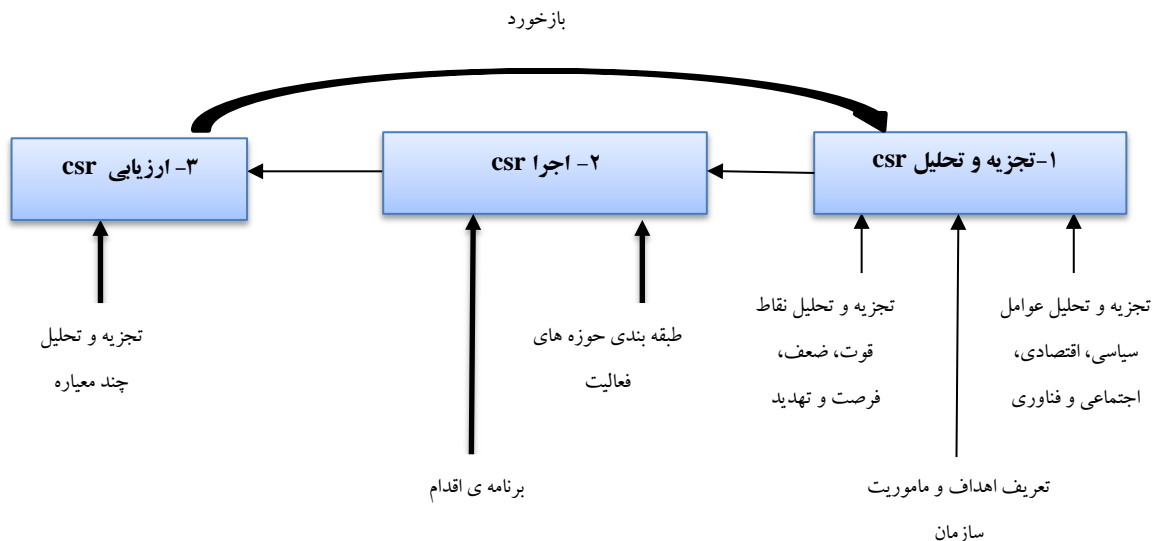 بازخورد
۱-تجزیه و تحلیل csr
۲- اجرا csr
۳- ارزیابی csr
تجزیه و تحلیل عوامل
سیاسی، اقتصادی،
اجتماعی و فناوری
تجزیه و تحلیل نقاط
قوت، ضعف،
فرصت و تهدید
طبقه بندی حوزه های
فعالیت
تجزیه و تحلیل
چند معیاره
تعریف اهداف و ماموریت
سازمان
برنامه ی اقدام